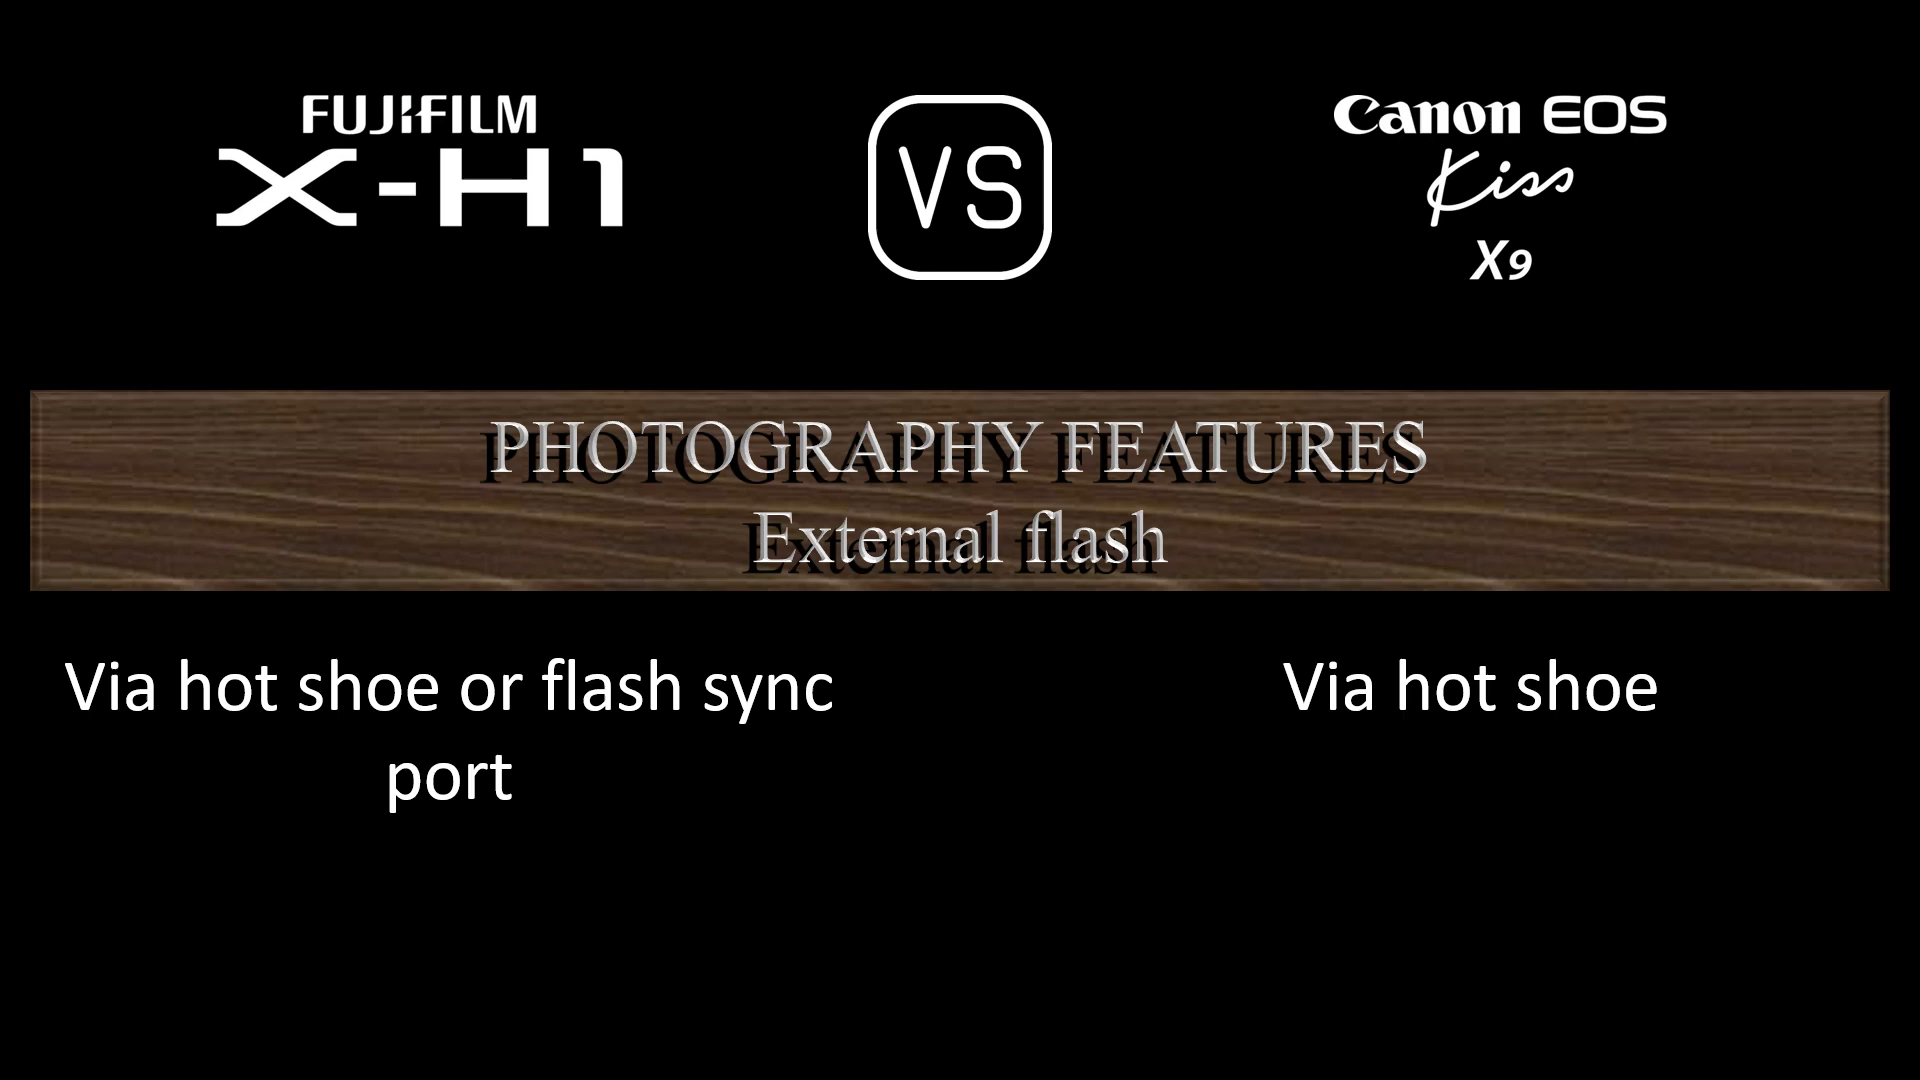 FUJIFILM
X-H1
VS
Canon EOS
Kiss
X9
PHOTOGRAPHY FEATURES
External flash
Via hot shoe or flash sync
port
Via hot shoe